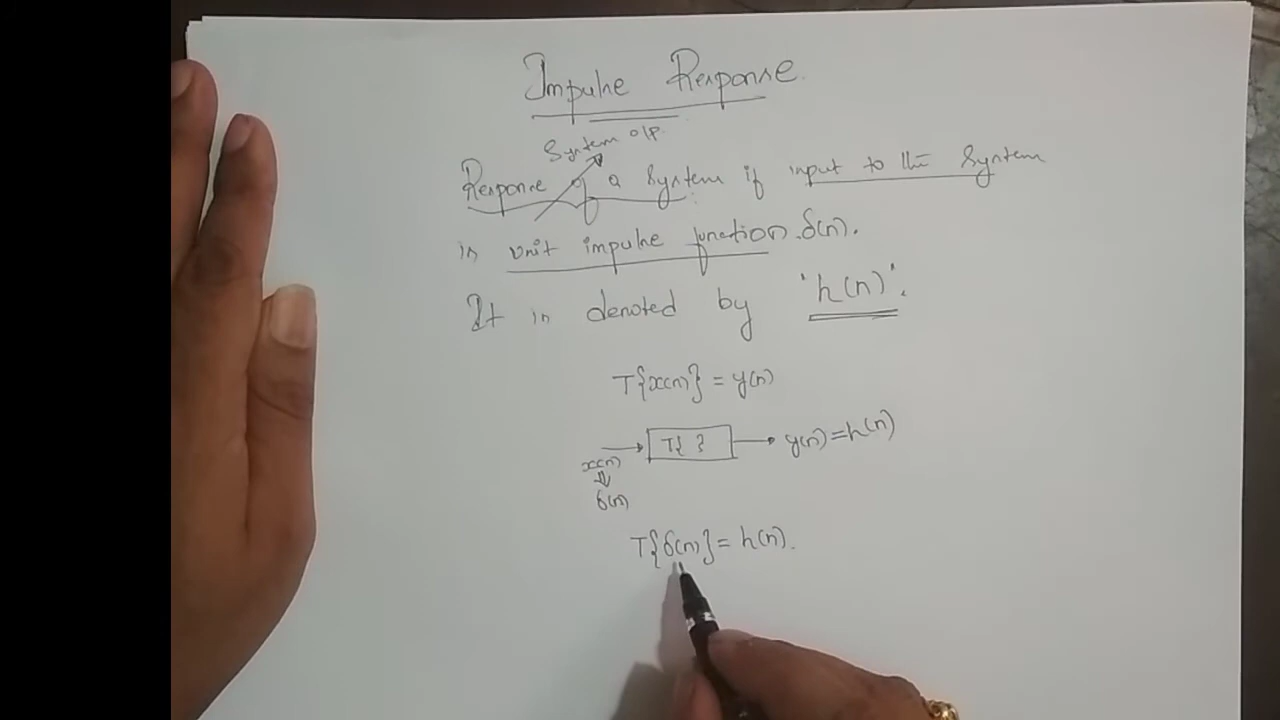 Impulse Response.
System o/p.
Response of a System if input to the System
is unit impulse function δ(n).
It is denoted by 'h(n)'.
T{x(n)} = y(n)
T{ } y(n)=h(n)
x(n)
⇓
δ(n)
T{δ(n)} = h(n).